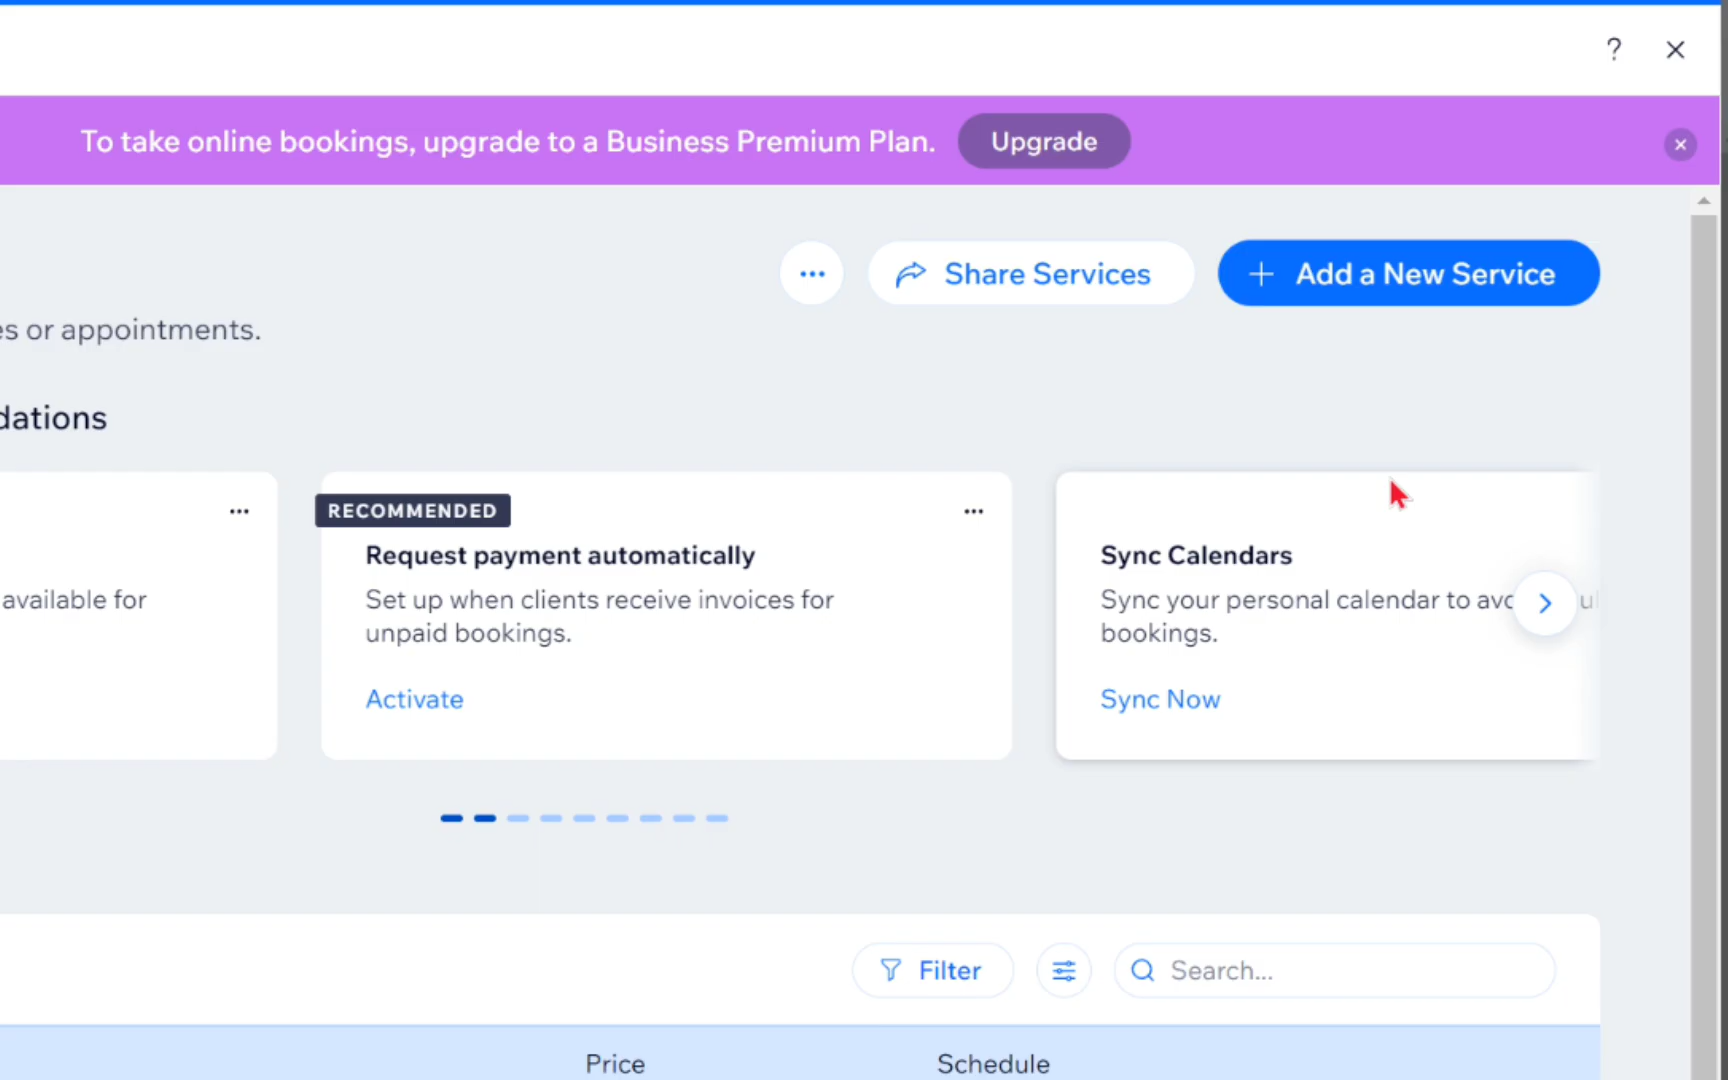 ?
To take online bookings, upgrade to a Business Premium Plan. Upgrade
Share Services
+ Add a New Service
es or appointments.
dations
available for
RECOMMENDED
Request payment automatically
Set up when clients receive invoices for
unpaid bookings.
Activate
Sync Calendars
Sync your personal calendar to
bookings.
Sync Now
Filter
Search...
Price Schedule